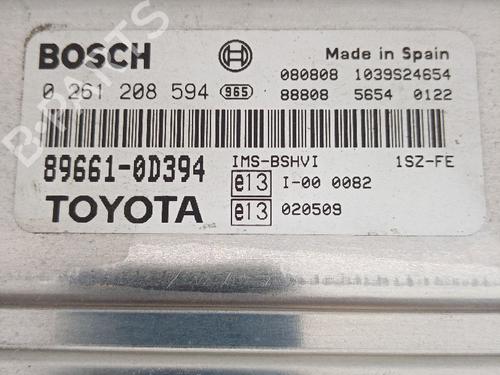 BOSCH
Made in Spain
080808 1039S24654
0 261 208 594 965
88808 5654 0122
89661-0D394
IMS-BSHVI 1SZ-FE
e13 I-00 0082
TOYOTA
e13 020509
B-PARTS